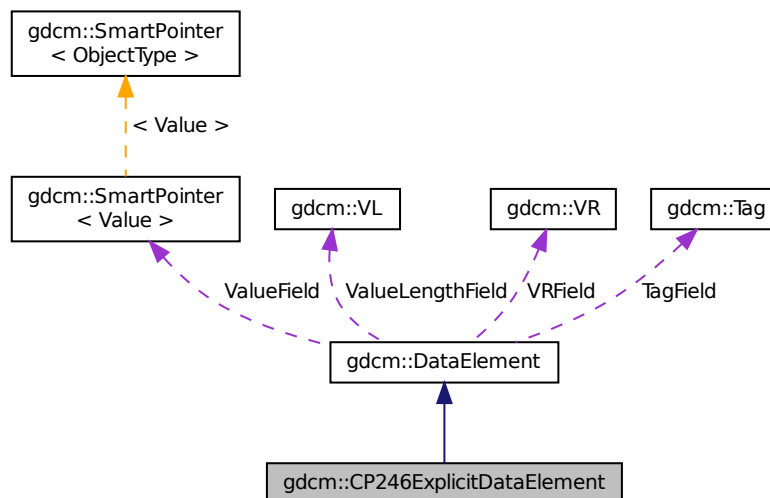 gdcm::SmartPointer
< ObjectType >
< Value >
gdcm::SmartPointer
< Value >
gdcm::VL
gdcm::VR
gdcm::Tag
ValueField
ValueLengthField
VRField
TagField
gdcm::DataElement
gdcm::CP246ExplicitDataElement